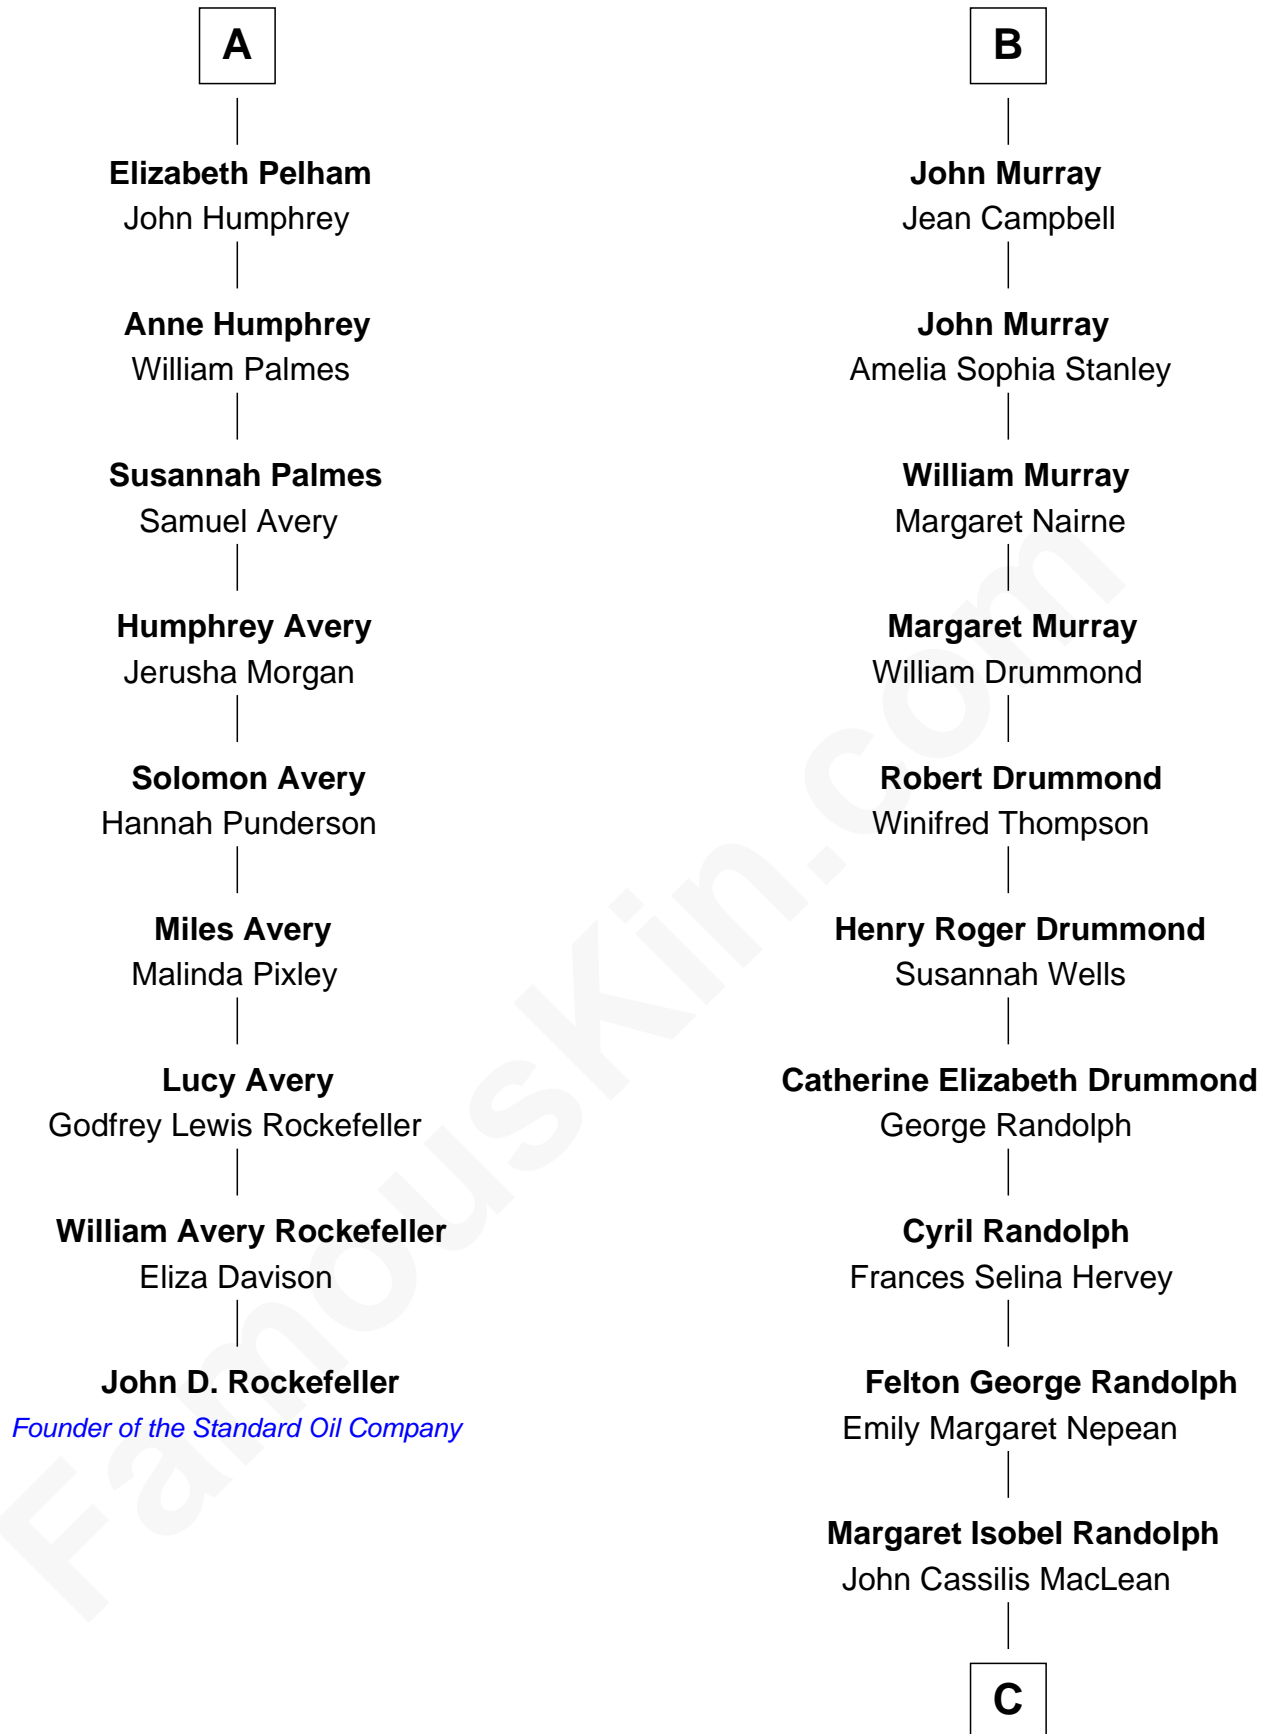 A
Elizabeth Pelham
John Humphrey
Anne Humphrey
William Palmes
Susannah Palmes
Samuel Avery
Humphrey Avery
Jerusha Morgan
Solomon Avery
Hannah Punderson
Miles Avery
Malinda Pixley
Lucy Avery
Godfrey Lewis Rockefeller
William Avery Rockefeller
Eliza Davison
John D. Rockefeller
Founder of the Standard Oil Company
B
John Murray
Jean Campbell
John Murray
Amelia Sophia Stanley
William Murray
Margaret Nairne
Margaret Murray
William Drummond
Robert Drummond
Winifred Thompson
Henry Roger Drummond
Susannah Wells
Catherine Elizabeth Drummond
George Randolph
Cyril Randolph
Frances Selina Hervey
Felton George Randolph
Emily Margaret Nepean
Margaret Isobel Randolph
John Cassilis MacLean
C
FamousKin.com